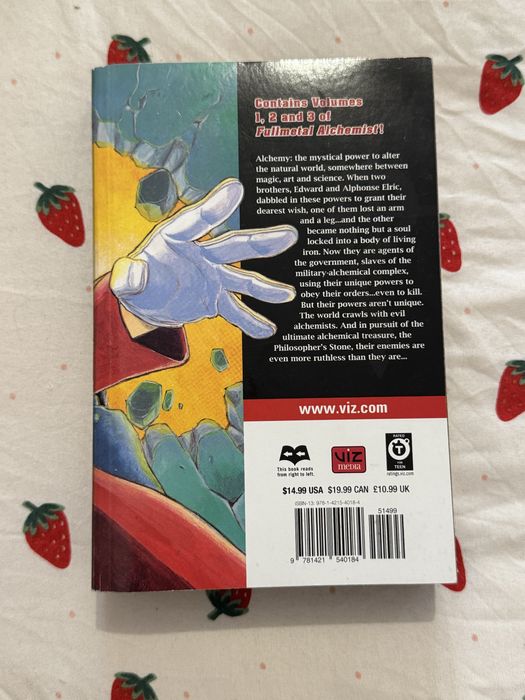 Contains Volumes
1, 2 and 3 of
Fullmetal Alchemist!
Alchemy: the mystical power to alter
the natural world, somewhere between
magic, art and science. When two
brothers, Edward and Alphonse Elric,
dabbled in these powers to grant their
dearest wish, one of them lost an arm
and a leg...and the other
became nothing but a soul
locked into a body of living
iron. Now they are agents of
the government, slaves of the
military-alchemical complex,
using their unique powers to
obey their orders...even to kill.
But their powers aren't unique.
The world crawls with evil
alchemists. And in pursuit of the
ultimate alchemical treasure, the
Philosopher's Stone, their enemies are
even more ruthless than they are...
www.viz.com
This book reads
from right to left.
VIZ
media
RATED
T
FOR
TEEN
ratings.viz.com
$14.99 USA $19.99 CAN £10.99 UK
ISBN-13: 978-1-4215-4018-4
51499
9 781421 540184